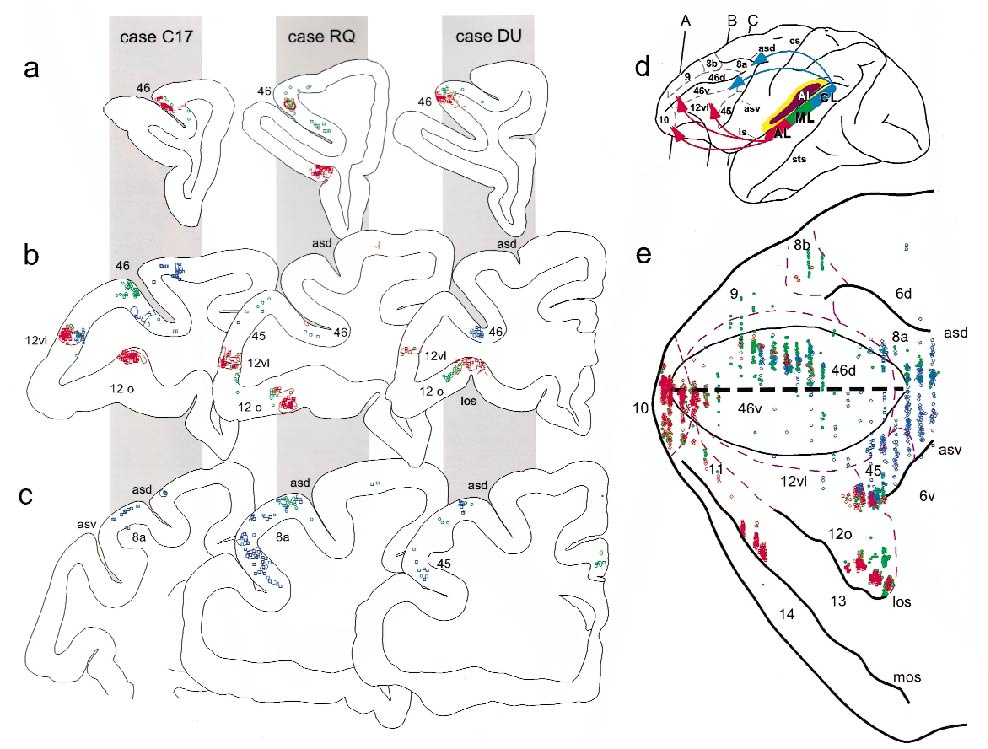 case C17 case RQ case DU
a
46
46
46
b
46
asd
asd
12vl
45
46
12vl
46
12vl
12 o
12 o
12 o
los
c
asd
asd
asd
asv
8a
8a
45
d
A B C
cs
asd
8b
8a
9
46d
46v
12vl
45
asv
10
ls
AI
CL
ML
AL
sts
e
8b
9
6d
8a
asd
46d
10
46v
asv
11
12vl
45
6v
12o
13
los
14
mos